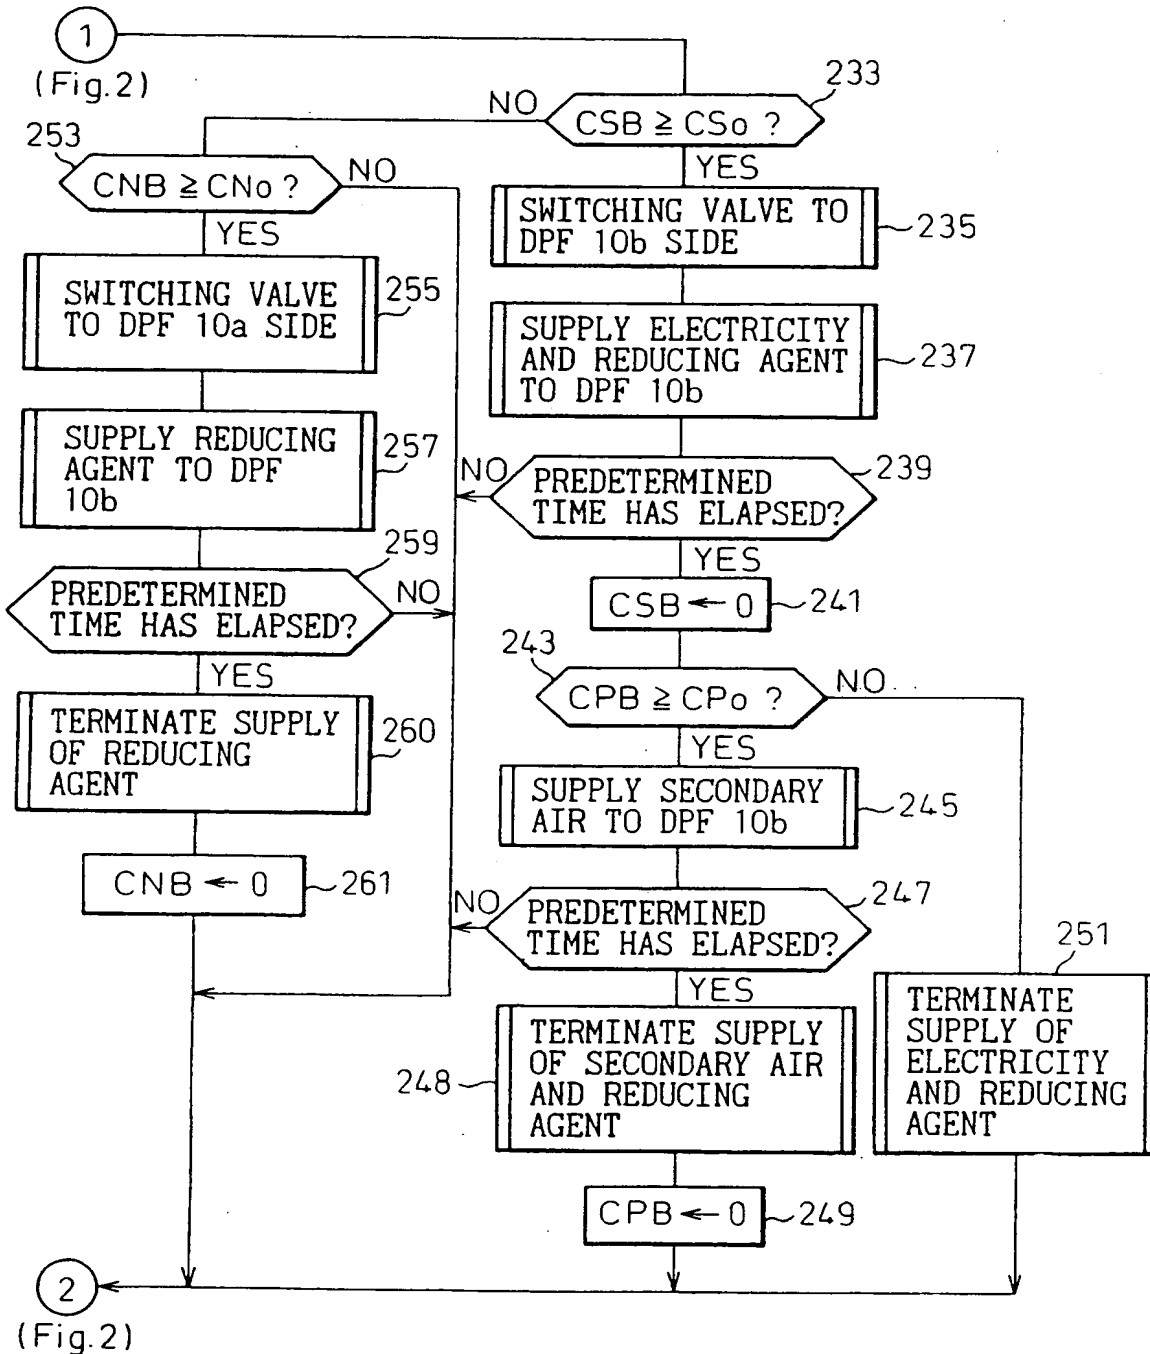 1
(Fig.2)
233
NO
CSB ≧ CSo ?
253
YES
CNB ≧ CNo ?
NO
SWITCHING VALVE TO
DPF 10b SIDE
235
YES
SWITCHING VALVE
TO DPF 10a SIDE
255
SUPPLY ELECTRICITY
AND REDUCING AGENT
TO DPF 10b
237
SUPPLY REDUCING
AGENT TO DPF
10b
257
NO
PREDETERMINED
TIME HAS ELAPSED?
239
259
YES
PREDETERMINED
TIME HAS ELAPSED?
NO
CSB ← 0
241
YES
243
CPB ≧ CPo ?
NO
TERMINATE SUPPLY
OF REDUCING
AGENT
260
YES
SUPPLY SECONDARY
AIR TO DPF 10b
245
CNB ← 0
261
NO
PREDETERMINED
TIME HAS ELAPSED?
247
YES
251
TERMINATE SUPPLY
OF SECONDARY AIR
AND REDUCING
AGENT
248
TERMINATE
SUPPLY OF
ELECTRICITY
AND REDUCING
AGENT
CPB ← 0
249
2
(Fig.2)